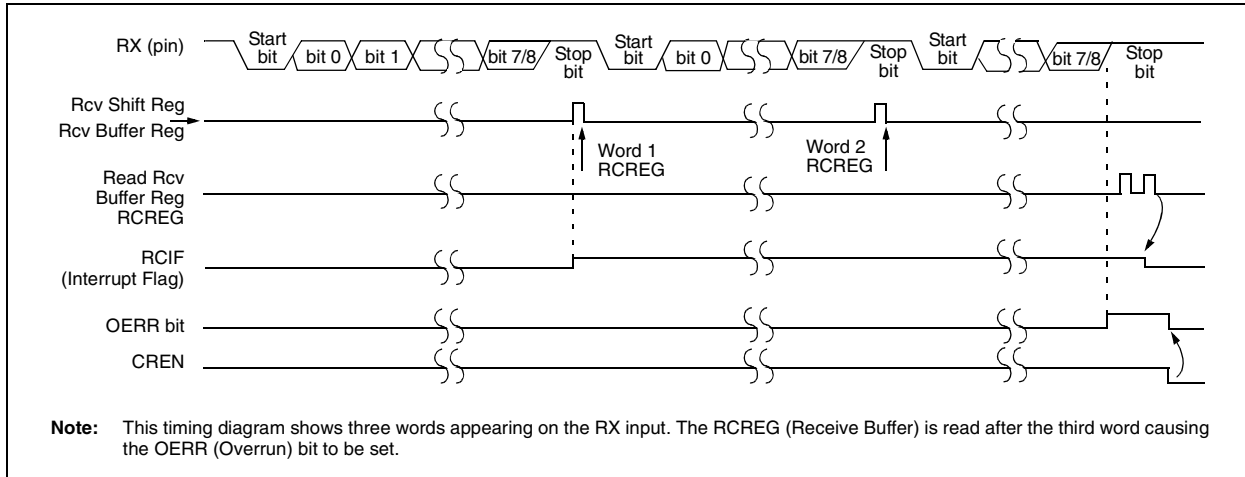 RX (pin)
Start bit
bit 0
bit 1
bit 7/8
Stop bit
Start bit
bit 0
bit 7/8
Stop bit
Start bit
bit 7/8
Stop bit
Rcv Shift Reg
Rcv Buffer Reg
Word 1
RCREG
Word 2
RCREG
Read Rcv
Buffer Reg
RCREG
RCIF
(Interrupt Flag)
OERR bit
CREN
Note: This timing diagram shows three words appearing on the RX input. The RCREG (Receive Buffer) is read after the third word causing
the OERR (Overrun) bit to be set.